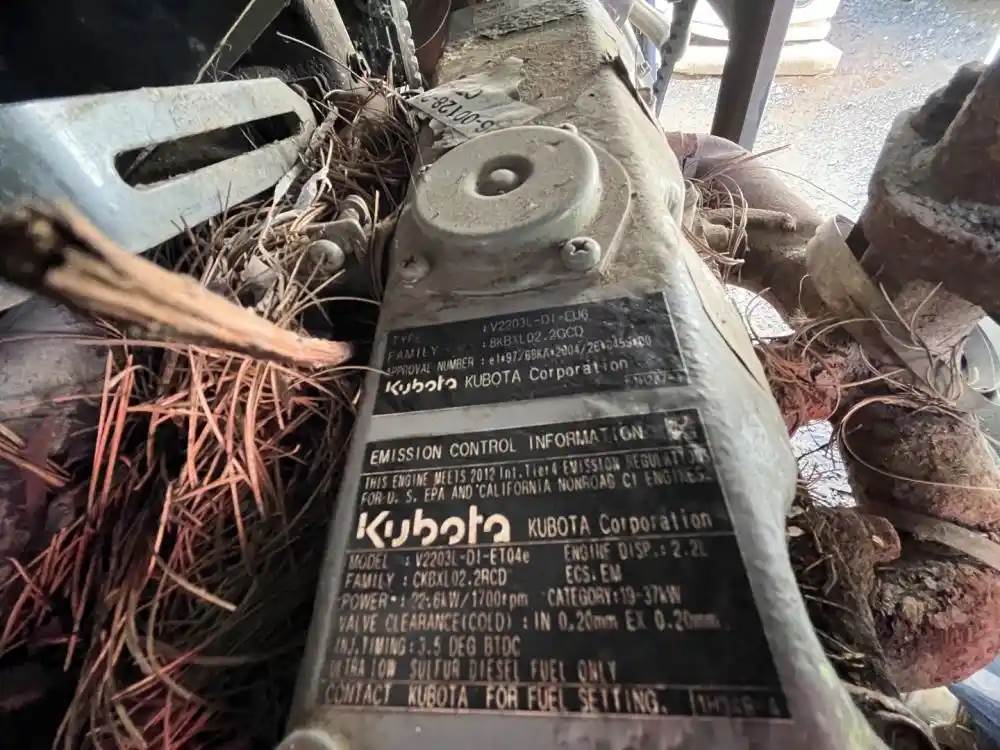 6-00128-2
TYPE : V2203L-DI-EU6
FAMILY : 8KBXL02.2GCD
APPROVAL NUMBER :
Kubota KUBOTA Corporation
EMISSION CONTROL INFORMATION
THIS ENGINE MEETS 2012 Int.Tier4 EMISSION REGULATION
FOR U. S. EPA AND CALIFORNIA NONROAD CI ENGINES.
Kubota KUBOTA Corporation
MODEL : V2203L-DI-ET04e ENGINE DISP.: 2.2L
FAMILY : CKBXL02.2RCD ECS.EM
POWER : 22.6kW/1700rpm CATEGORY:19-37kW
VALVE CLEARANCE(COLD) : IN 0.20mm EX 0.20mm
INJ.TIMING:3.5 DEG BTDC
ULTRA LOW SULFUR DIESEL FUEL ONLY
CONTACT KUBOTA FOR FUEL SETTING.